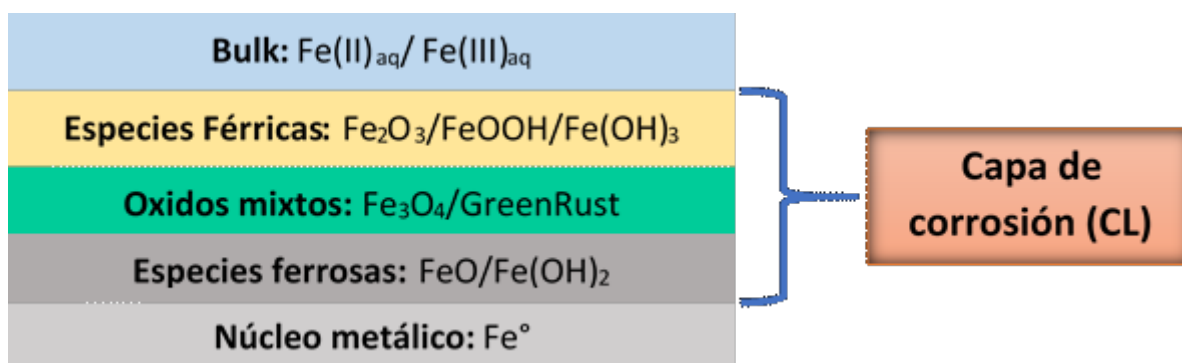 Bulk: Fe(II)aq/ Fe(III)aq
Especies Férricas: Fe₂O₃/FeOOH/Fe(OH)₃
Oxidos mixtos: Fe₃O₄/GreenRust
Especies ferrosas: FeO/Fe(OH)₂
Núcleo metálico: Fe°
Capa de
corrosión (CL)